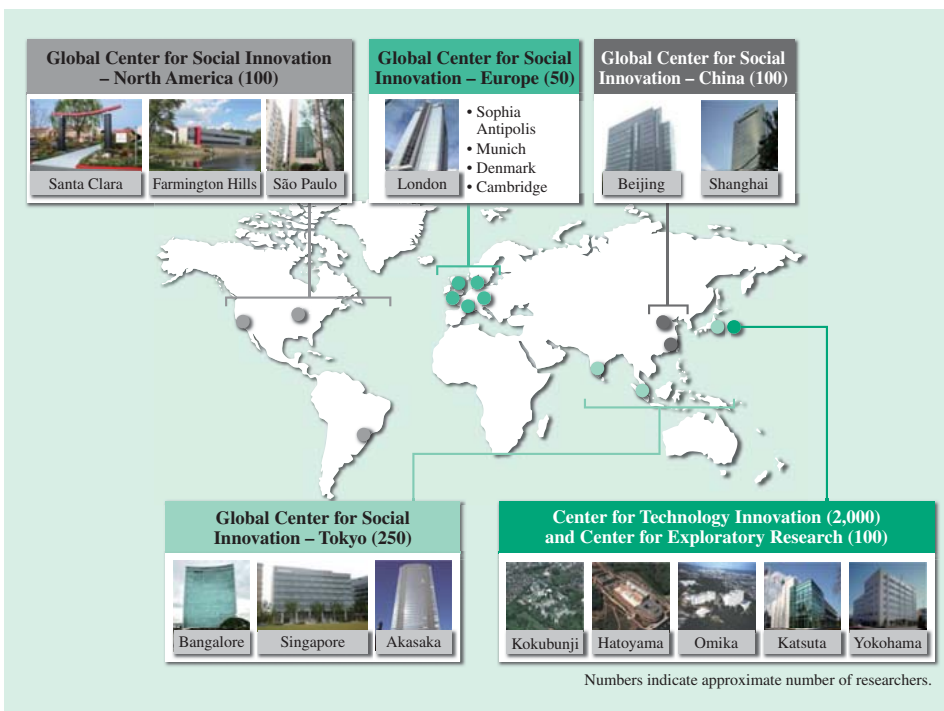 Global Center for Social Innovation
– North America (100)
Santa Clara
Farmington Hills
São Paulo
Global Center for Social
Innovation – Europe (50)
London
• Sophia
Antipolis
• Munich
• Denmark
• Cambridge
Global Center for Social
Innovation – China (100)
Beijing
Shanghai
Global Center for Social
Innovation – Tokyo (250)
Bangalore
Singapore
Akasaka
Center for Technology Innovation (2,000)
and Center for Exploratory Research (100)
Kokubunji
Hatoyama
Omika
Katsuta
Yokohama
Numbers indicate approximate number of researchers.